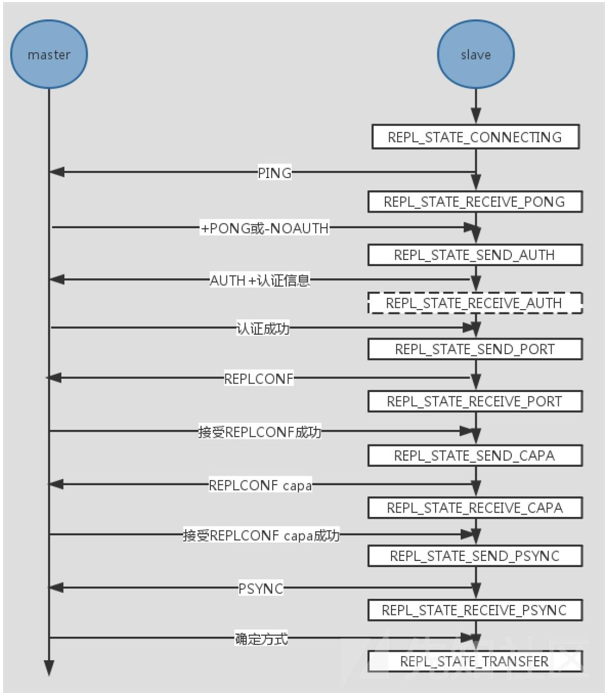 master
slave
REPL_STATE_CONNECTING
PING
REPL_STATE_RECEIVE_PONG
+PONG或-NOAUTH
REPL_STATE_SEND_AUTH
AUTH+认证信息
REPL_STATE_RECEIVE_AUTH
认证成功
REPL_STATE_SEND_PORT
REPLCONF
REPL_STATE_RECEIVE_PORT
接受REPLCONF成功
REPL_STATE_SEND_CAPA
REPLCONF capa
REPL_STATE_RECEIVE_CAPA
接受REPLCONF capa成功
REPL_STATE_SEND_PSYNC
PSYNC
REPL_STATE_RECEIVE_PSYNC
确定方式
REPL_STATE_TRANSFER